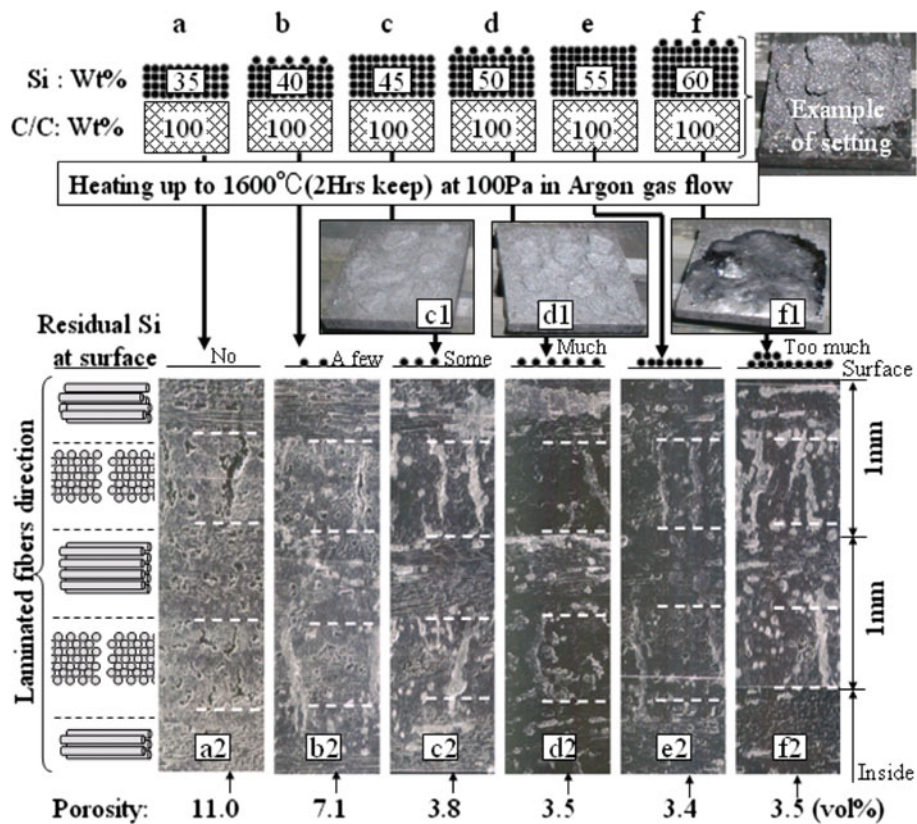 a b c d e f
Si : Wt% 35 40 45 50 55 60
C/C: Wt% 100 100 100 100 100 100
Example
of setting
Heating up to 1600℃(2Hrs keep) at 100Pa in Argon gas flow
c1 d1 f1
Residual Si
at surface
No A few Some Much Too much
Surface
Laminated fibers direction
1mm
1mm
a2 b2 c2 d2 e2 f2
Inside
Porosity: 11.0 7.1 3.8 3.5 3.4 3.5 (vol%)